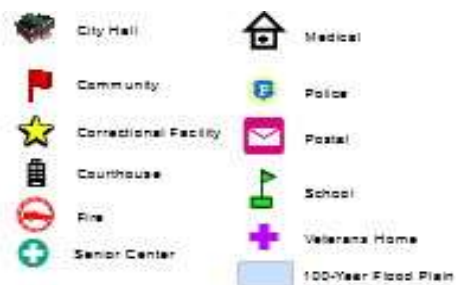 City Hall
Community
Correctional Facility
Courthouse
Fire
Senior Center
Medical
Police
Postal
School
Veterans Home
100-Year Flood Plain